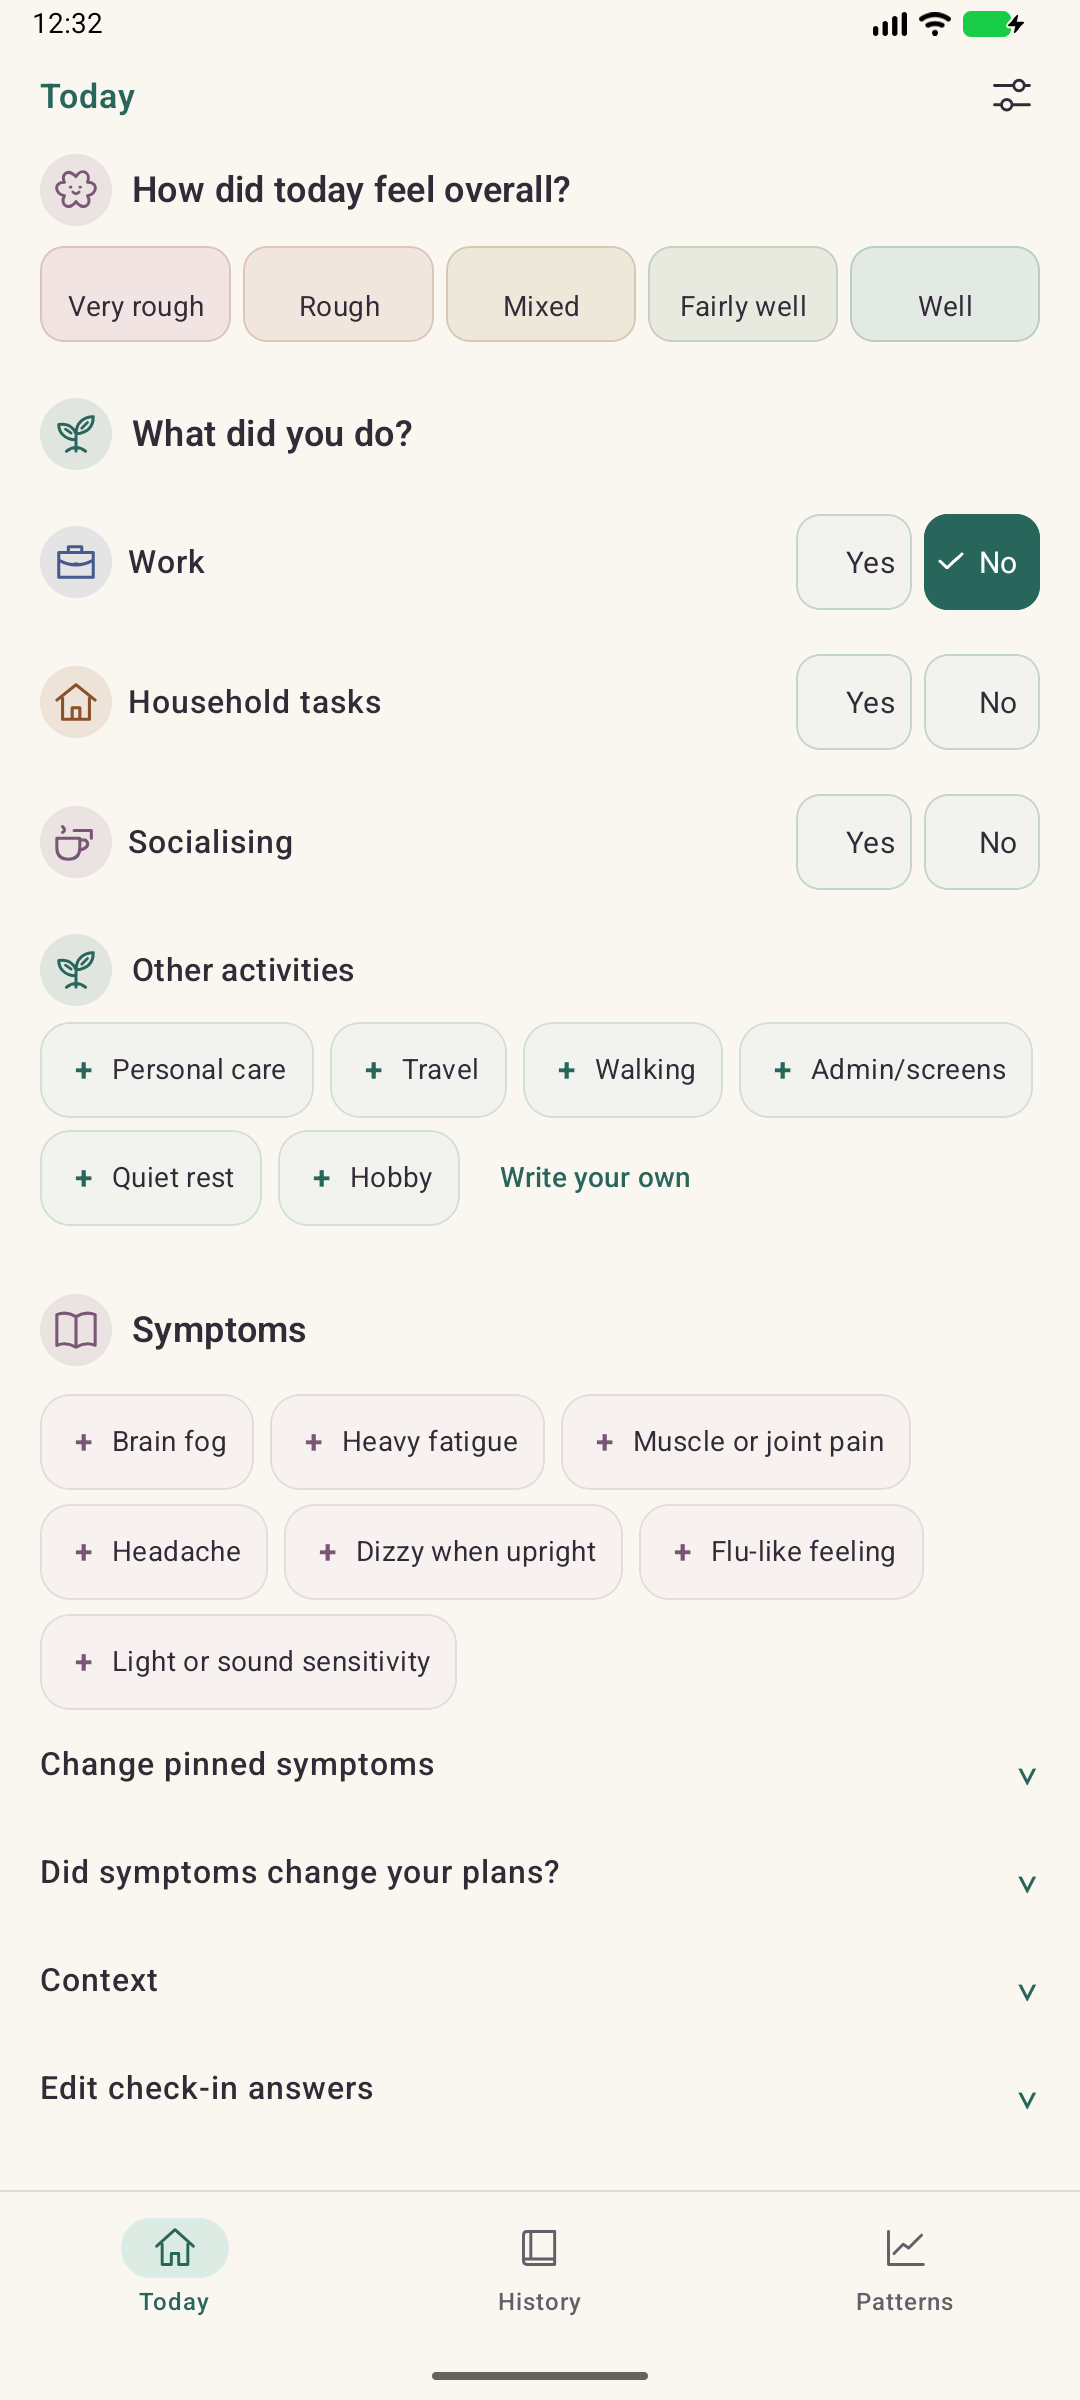 12:32
Today
How did today feel overall?
Very rough
Rough
Mixed
Fairly well
Well
What did you do?
Work
Yes
No
Household tasks
Yes
No
Socialising
Yes
No
Other activities
+ Personal care
+ Travel
+ Walking
+ Admin/screens
+ Quiet rest
+ Hobby
Write your own
Symptoms
+ Brain fog
+ Heavy fatigue
+ Muscle or joint pain
+ Headache
+ Dizzy when upright
+ Flu-like feeling
+ Light or sound sensitivity
Change pinned symptoms
Did symptoms change your plans?
Context
Edit check-in answers
Today
History
Patterns